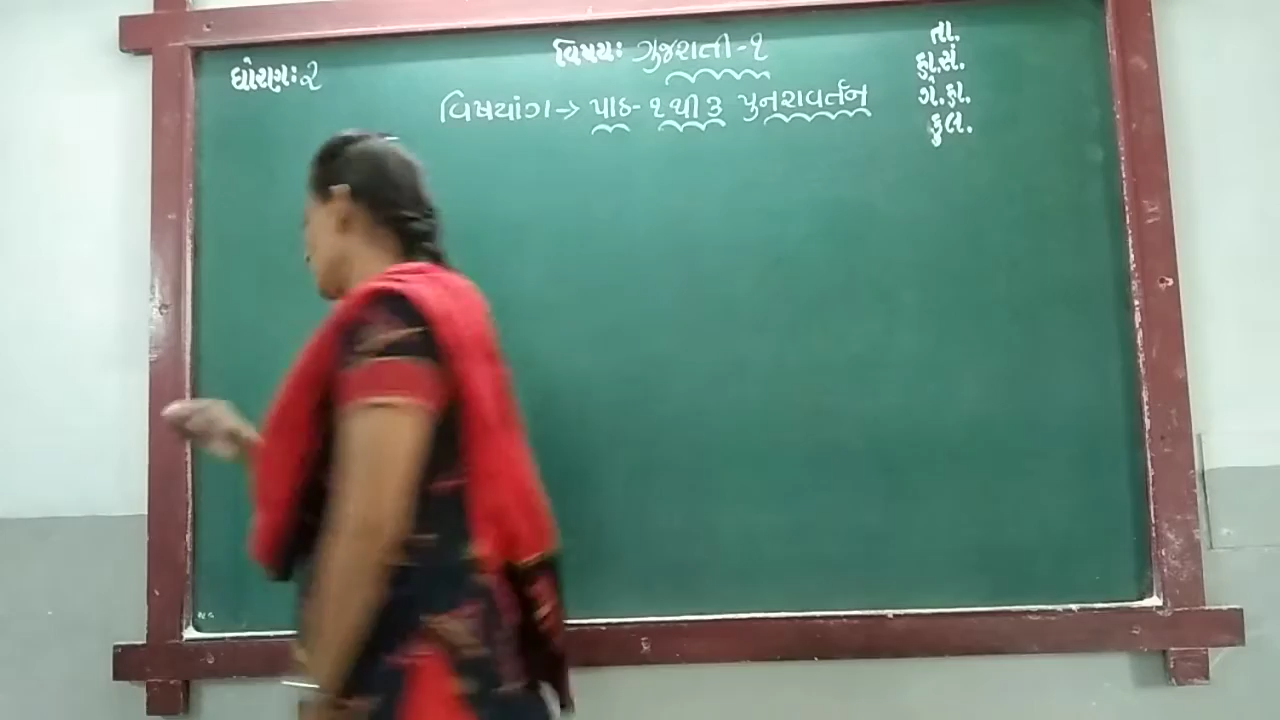 ધોરણઃ ૨
વિષયઃ ગુજરાતી-૧
વિષયાંગ → પાઠ- ૧ થી ૩ પુનરાવર્તન
તા.
હા.સં.
ગે.હા.
કુલ.